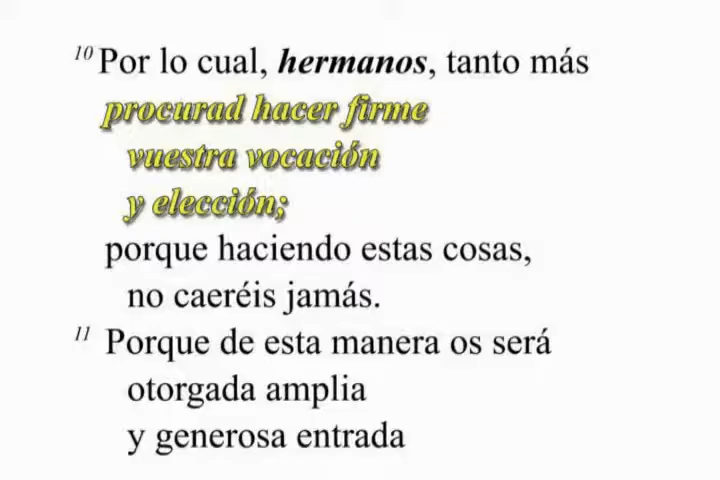 10 Por lo cual, hermanos, tanto más
procurad hacer firme
vuestra vocación
y elección;
porque haciendo estas cosas,
no caeréis jamás.
11 Porque de esta manera os será
otorgada amplia
y generosa entrada